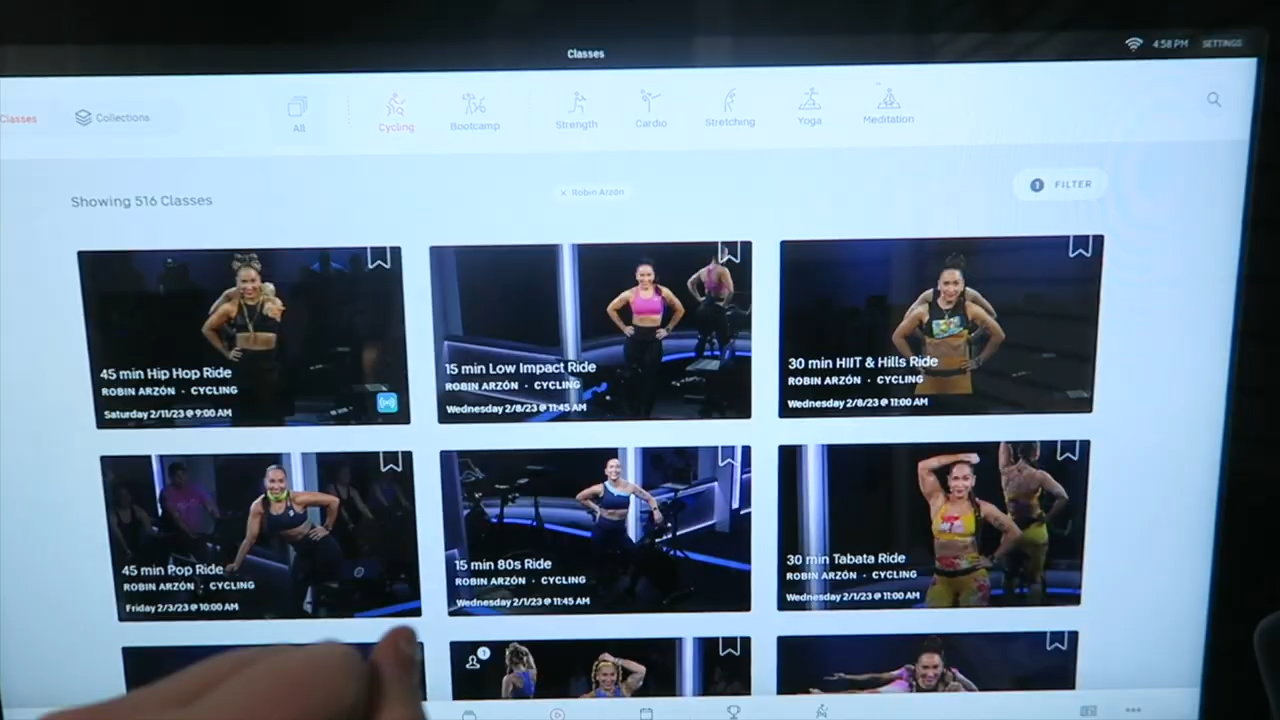 Classes
4:58 PM SETTINGS
Classes
Collections
All
Cycling
Bootcamp
Strength
Cardio
Stretching
Yoga
Meditation
Showing 516 Classes
× Robin Arzón
1 FILTER
45 min Hip Hop Ride
ROBIN ARZÓN · CYCLING
Saturday 2/11/23 @ 9:00 AM
15 min Low Impact Ride
ROBIN ARZÓN · CYCLING
Wednesday 2/8/23 @ 11:45 AM
30 min HIIT & Hills Ride
ROBIN ARZÓN · CYCLING
Wednesday 2/8/23 @ 11:00 AM
45 min Pop Ride
ROBIN ARZÓN · CYCLING
Friday 2/3/23 @ 10:00 AM
15 min 80s Ride
ROBIN ARZÓN · CYCLING
Wednesday 2/1/23 @ 11:45 AM
30 min Tabata Ride
ROBIN ARZÓN · CYCLING
Wednesday 2/1/23 @ 11:00 AM
1